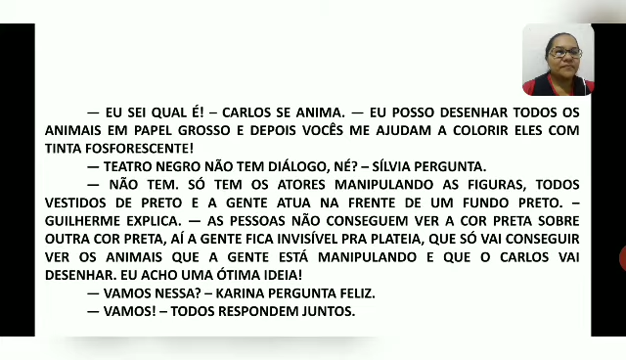 — EU SEI QUAL É! – CARLOS SE ANIMA. — EU POSSO DESENHAR TODOS OS
ANIMAIS EM PAPEL GROSSO E DEPOIS VOCÊS ME AJUDAM A COLORIR ELES COM
TINTA FOSFORESCENTE!
— TEATRO NEGRO NÃO TEM DIÁLOGO, NÉ? – SÍLVIA PERGUNTA.
— NÃO TEM. SÓ TEM OS ATORES MANIPULANDO AS FIGURAS, TODOS
VESTIDOS DE PRETO E A GENTE ATUA NA FRENTE DE UM FUNDO PRETO. –
GUILHERME EXPLICA. — AS PESSOAS NÃO CONSEGUEM VER A COR PRETA SOBRE
OUTRA COR PRETA, AÍ A GENTE FICA INVISÍVEL PRA PLATEIA, QUE SÓ VAI CONSEGUIR
VER OS ANIMAIS QUE A GENTE ESTÁ MANIPULANDO E QUE O CARLOS VAI
DESENHAR. EU ACHO UMA ÓTIMA IDEIA!
— VAMOS NESSA? – KARINA PERGUNTA FELIZ.
— VAMOS! – TODOS RESPONDEM JUNTOS.